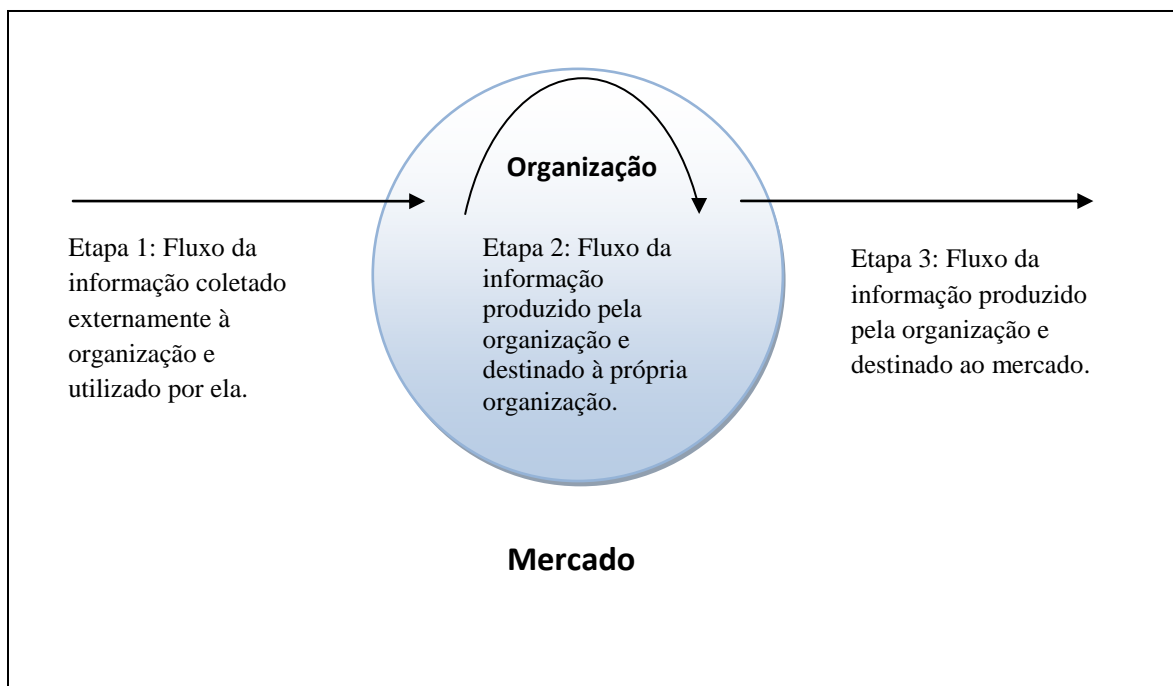 Organização
Etapa 1: Fluxo da
informação coletado
externamente à
organização e
utilizado por ela.
Etapa 2: Fluxo da
informação
produzido pela
organização e
destinado à própria
organização.
Etapa 3: Fluxo da
informação produzido
pela organização e
destinado ao mercado.
Mercado